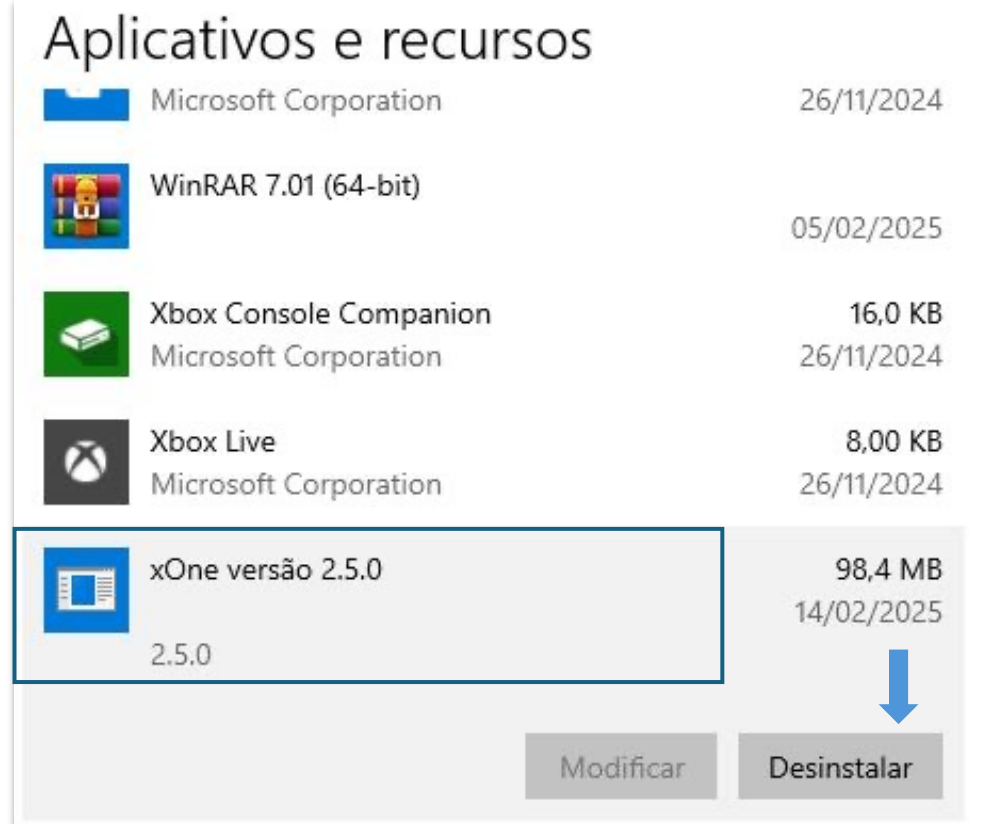 Aplicativos e recursos
Microsoft Corporation 26/11/2024
WinRAR 7.01 (64-bit)
05/02/2025
Xbox Console Companion 16,0 KB
Microsoft Corporation 26/11/2024
Xbox Live 8,00 KB
Microsoft Corporation 26/11/2024
xOne versão 2.5.0 98,4 MB
14/02/2025
2.5.0
Modificar Desinstalar